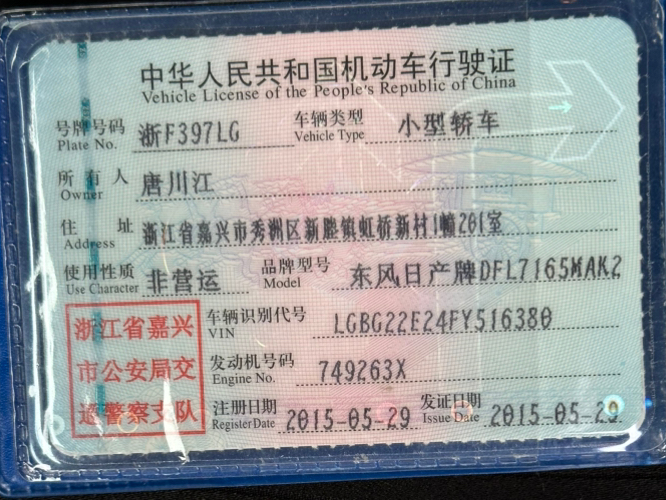 中华人民共和国机动车行驶证
Vehicle License of the People's Republic of China
号牌号码 浙F397LG 车辆类型 小型轿车
Plate No. Vehicle Type
所有人 唐川江
Owner
住址 浙江省嘉兴市秀洲区新塍镇虹桥新村1幢201室
Address
使用性质 非营运 品牌型号 东风日产牌DFL7165MAK2
Use Character Model
浙江省嘉兴
市公安局交
通警察支队
车辆识别代号 LGBG22E24FY516380
VIN
发动机号码 749263X
Engine No.
注册日期 2015-05-29 发证日期 2015-05-29
Register Date Issue Date